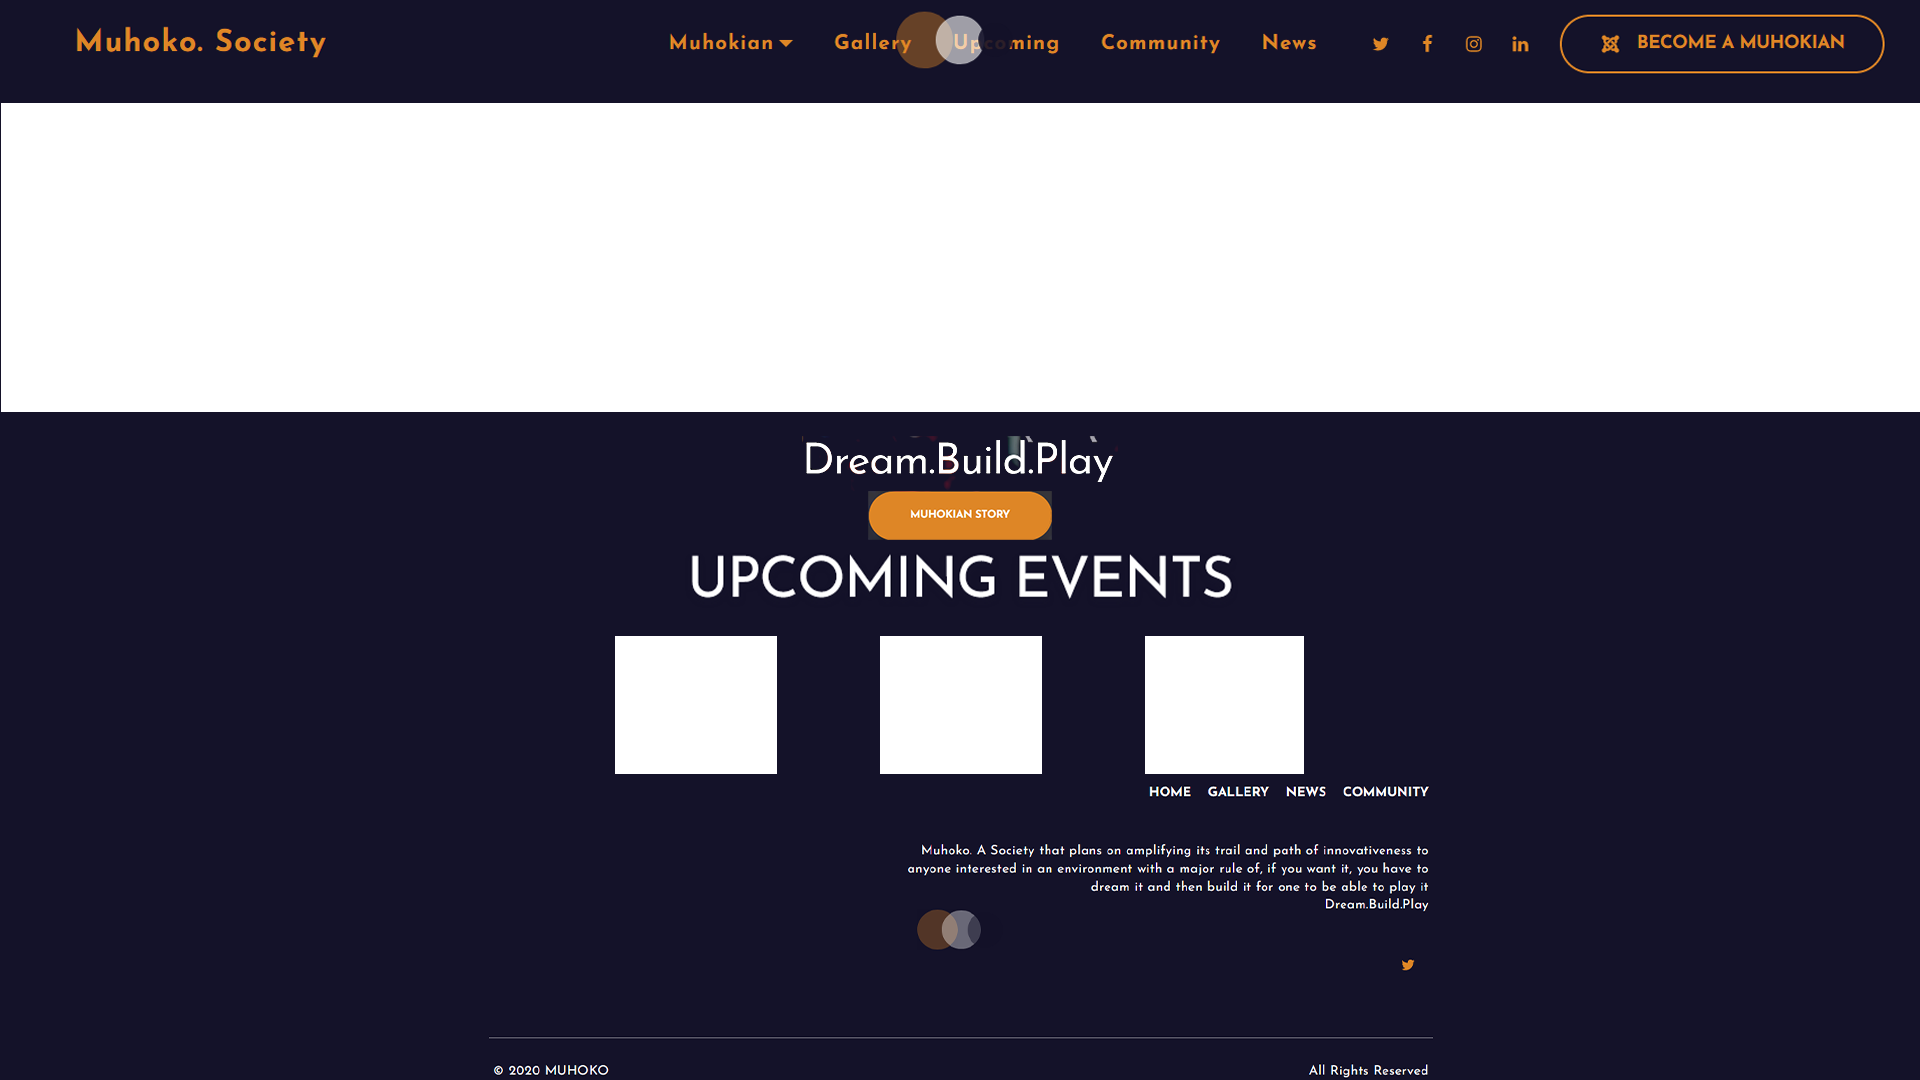 Muhoko. Society
Muhokian
Gallery
Upcoming
Community
News
BECOME A MUHOKIAN
Dream.Build.Play
MUHOKIAN STORY
UPCOMING EVENTS
HOME GALLERY NEWS COMMUNITY
Muhoko. A Society that plans on amplifying its trail and path of innovativeness to
anyone interested in an environment with a major rule of, if you want it, you have to
dream it and then build it for one to be able to play it
Dream.Build.Play
© 2020 MUHOKO
All Rights Reserved